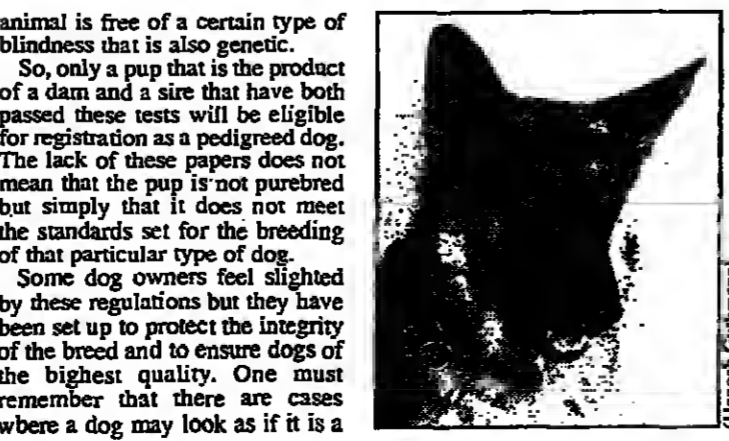 animal is free of a certain type of
blindness that is also genetic.
So, only a pup that is the product
of a dam and a sire that have both
passed these tests will be eligible
for registration as a pedigreed dog.
The lack of these papers does not
mean that the pup is not purebred
but simply that it does not meet
the standards set for the breeding
of that particular type of dog.
Some dog owners feel slighted
by these regulations but they have
been set up to protect the integrity
of the breed and to ensure dogs of
the highest quality. One must
remember that there are cases
where a dog may look as if it is a